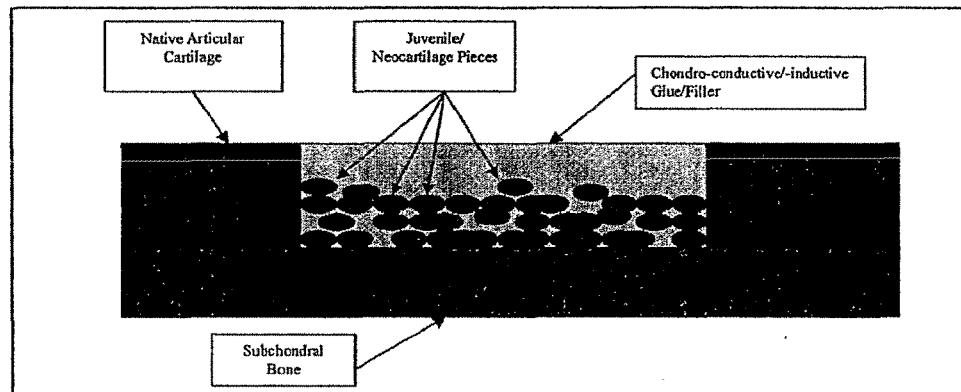 Native Articular
Cartilage
Juvenile/
Neocartilage Pieces
Chondro-conductive/-inductive
Glue/Filler
Subchondral
Bone